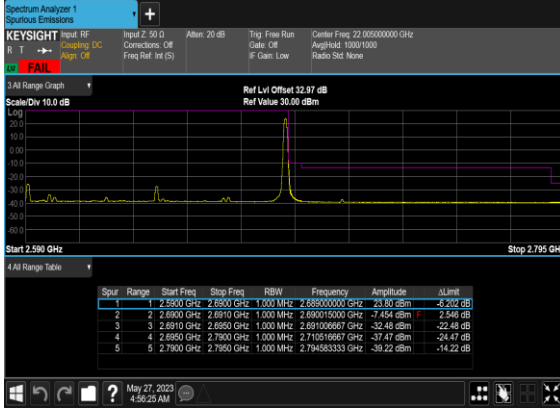 Spectrum Analyzer 1
Spurious Emissions
+
KEYSIGHT Input: RF Input Z: 50 Ω Atten: 20 dB Trig: Free Run Center Freq: 22.005000000 GHz
R T Coupling: DC Corrections: Off Gate: Off Avg|Hold: 1000/1000
Align: Off Freq Ref: Int (S) IF Gain: Low Radio Std: None
FAIL
3 All Range Graph
Ref Lvl Offset 32.97 dB
Scale/Div 10.0 dB Ref Value 30.00 dBm
Log
20.0
10.0
0.00
-10.0
-20.0
-30.0
-40.0
-50.0
-60.0
Start 2.590 GHz Stop 2.795 GH
4 All Range Table
Spur Range Start Freq Stop Freq RBW Frequency Amplitude ΔLimit
1 1 2.5900 GHz 2.6900 GHz 1.000 MHz 2.689000000 GHz 23.80 dBm -6.202 dB
2 2 2.6900 GHz 2.6910 GHz 1.000 MHz 2.690015000 GHz -7.454 dBm F 2.546 dB
3 3 2.6910 GHz 2.6950 GHz 1.000 MHz 2.691006667 GHz -32.48 dBm -22.48 dB
4 4 2.6950 GHz 2.7900 GHz 1.000 MHz 2.710516667 GHz -37.47 dBm -24.47 dB
5 5 2.7900 GHz 2.7950 GHz 1.000 MHz 2.794583333 GHz -39.22 dBm -14.22 dB
? May 27, 2023
4:56:25 AM